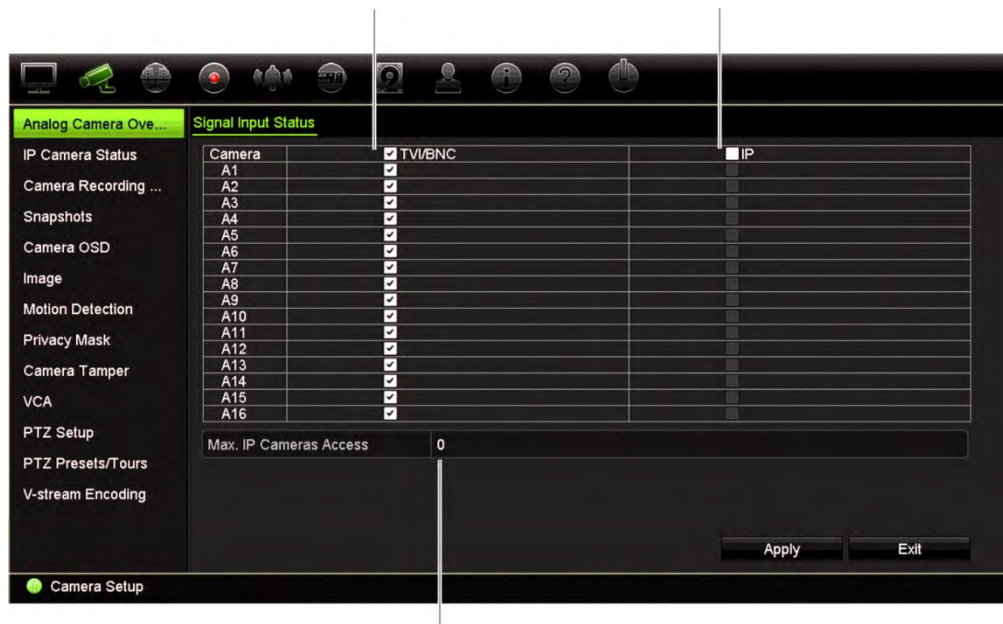 Analog Camera Ove...
Signal Input Status
IP Camera Status
Camera Recording ...
Snapshots
Camera OSD
Image
Motion Detection
Privacy Mask
Camera Tamper
VCA
PTZ Setup
PTZ Presets/Tours
V-stream Encoding
Camera TVI/BNC IP
A1
A2
A3
A4
A5
A6
A7
A8
A9
A10
A11
A12
A13
A14
A15
A16
Max. IP Cameras Access 0
Apply Exit
Camera Setup